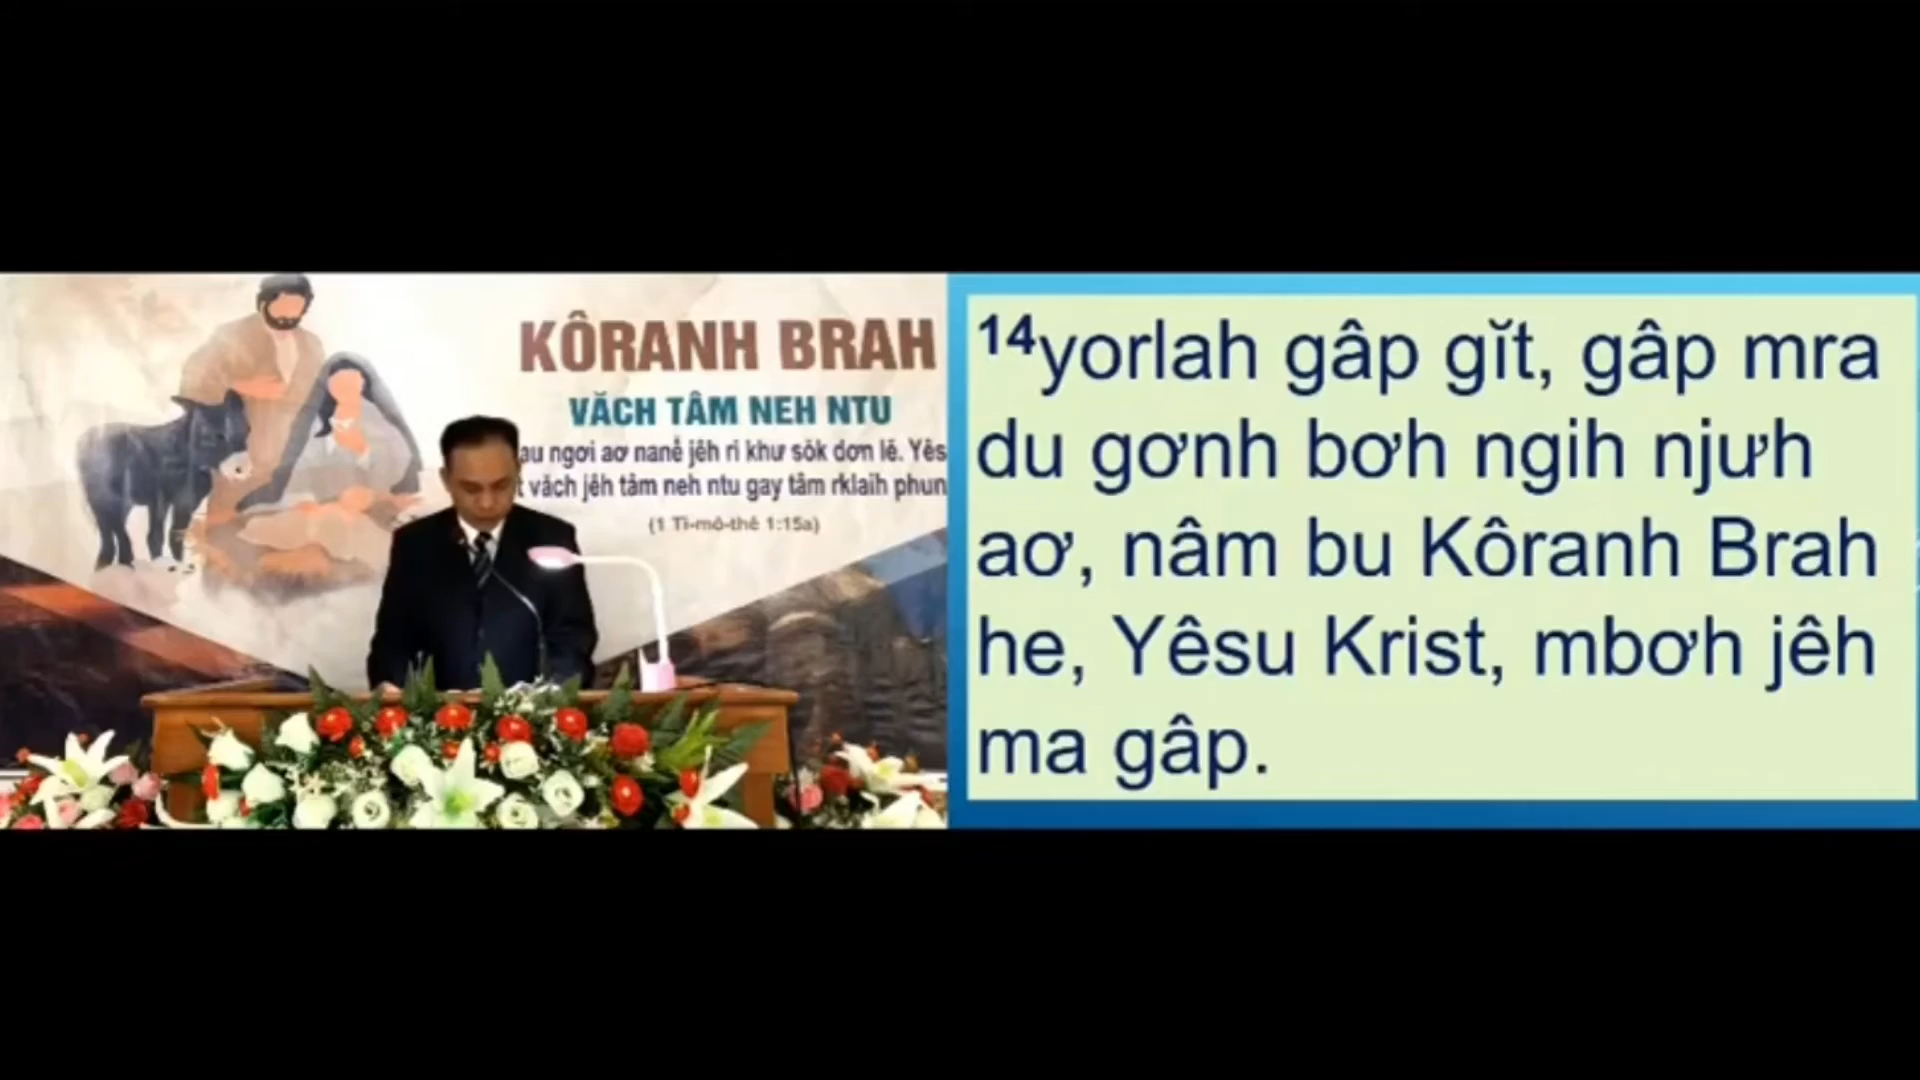 KÔRANH BRAH
VĂCH TÂM NEH NTU
au ngơi aơ nanê̆ jêh ri khư sŏk dơn lĕ. Yês
t văch jêh tâm neh ntu gay tâm rklaih phun
(1 Ti-mô-thê 1:15a)
14yorlah gâp gĭt, gâp mra
du gơnh bơh ngih njưh
aơ, nâm bu Kôranh Brah
he, Yêsu Krist, mbơh jêh
ma gâp.